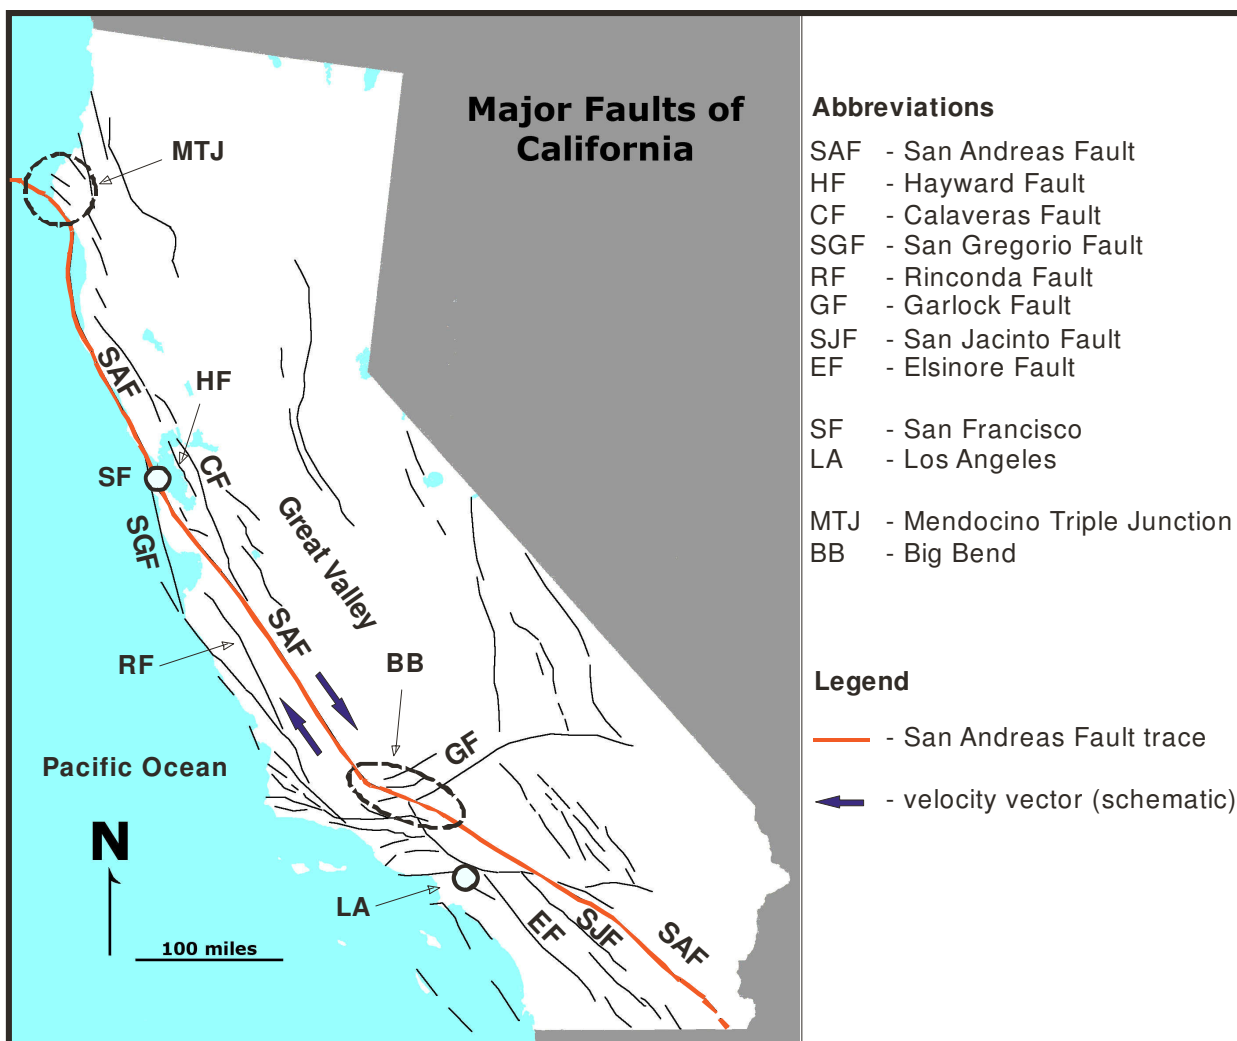 Major Faults of
California
MTJ
SAF
HF
SF
CF
SGF
Great Valley
SAF
RF
BB
GF
Pacific Ocean
N
LA
EF
SJF
SAF
100 miles
Abbreviations
SAF - San Andreas Fault
HF - Hayward Fault
CF - Calaveras Fault
SGF - San Gregorio Fault
RF - Rinconda Fault
GF - Garlock Fault
SJF - San Jacinto Fault
EF - Elsinore Fault
SF - San Francisco
LA - Los Angeles
MTJ - Mendocino Triple Junction
BB - Big Bend
Legend
- San Andreas Fault trace
- velocity vector (schematic)